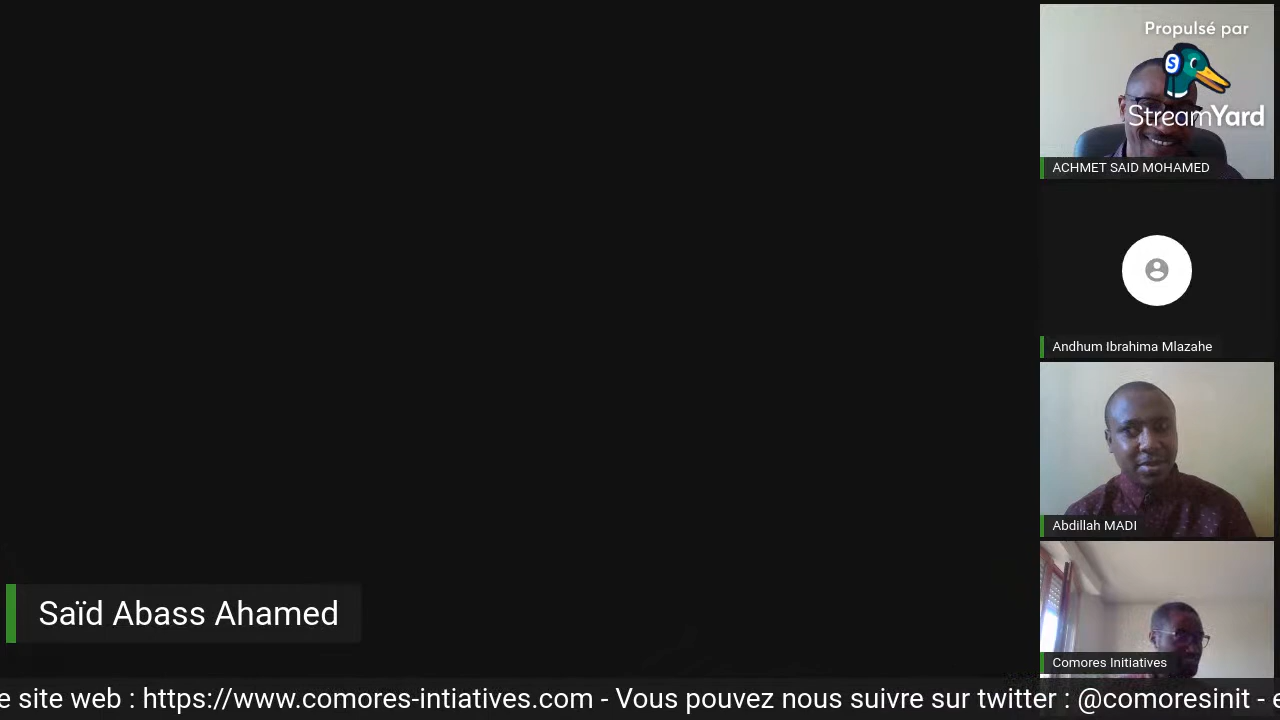 Propulsé par
S
StreamYard
ACHMET SAID MOHAMED
Andhum Ibrahima Mlazahe
Abdillah MADI
Saïd Abass Ahamed
Comores Initiatives
e site web : https://www.comores-intiatives.com - Vous pouvez nous suivre sur twitter : @comoresinit - e